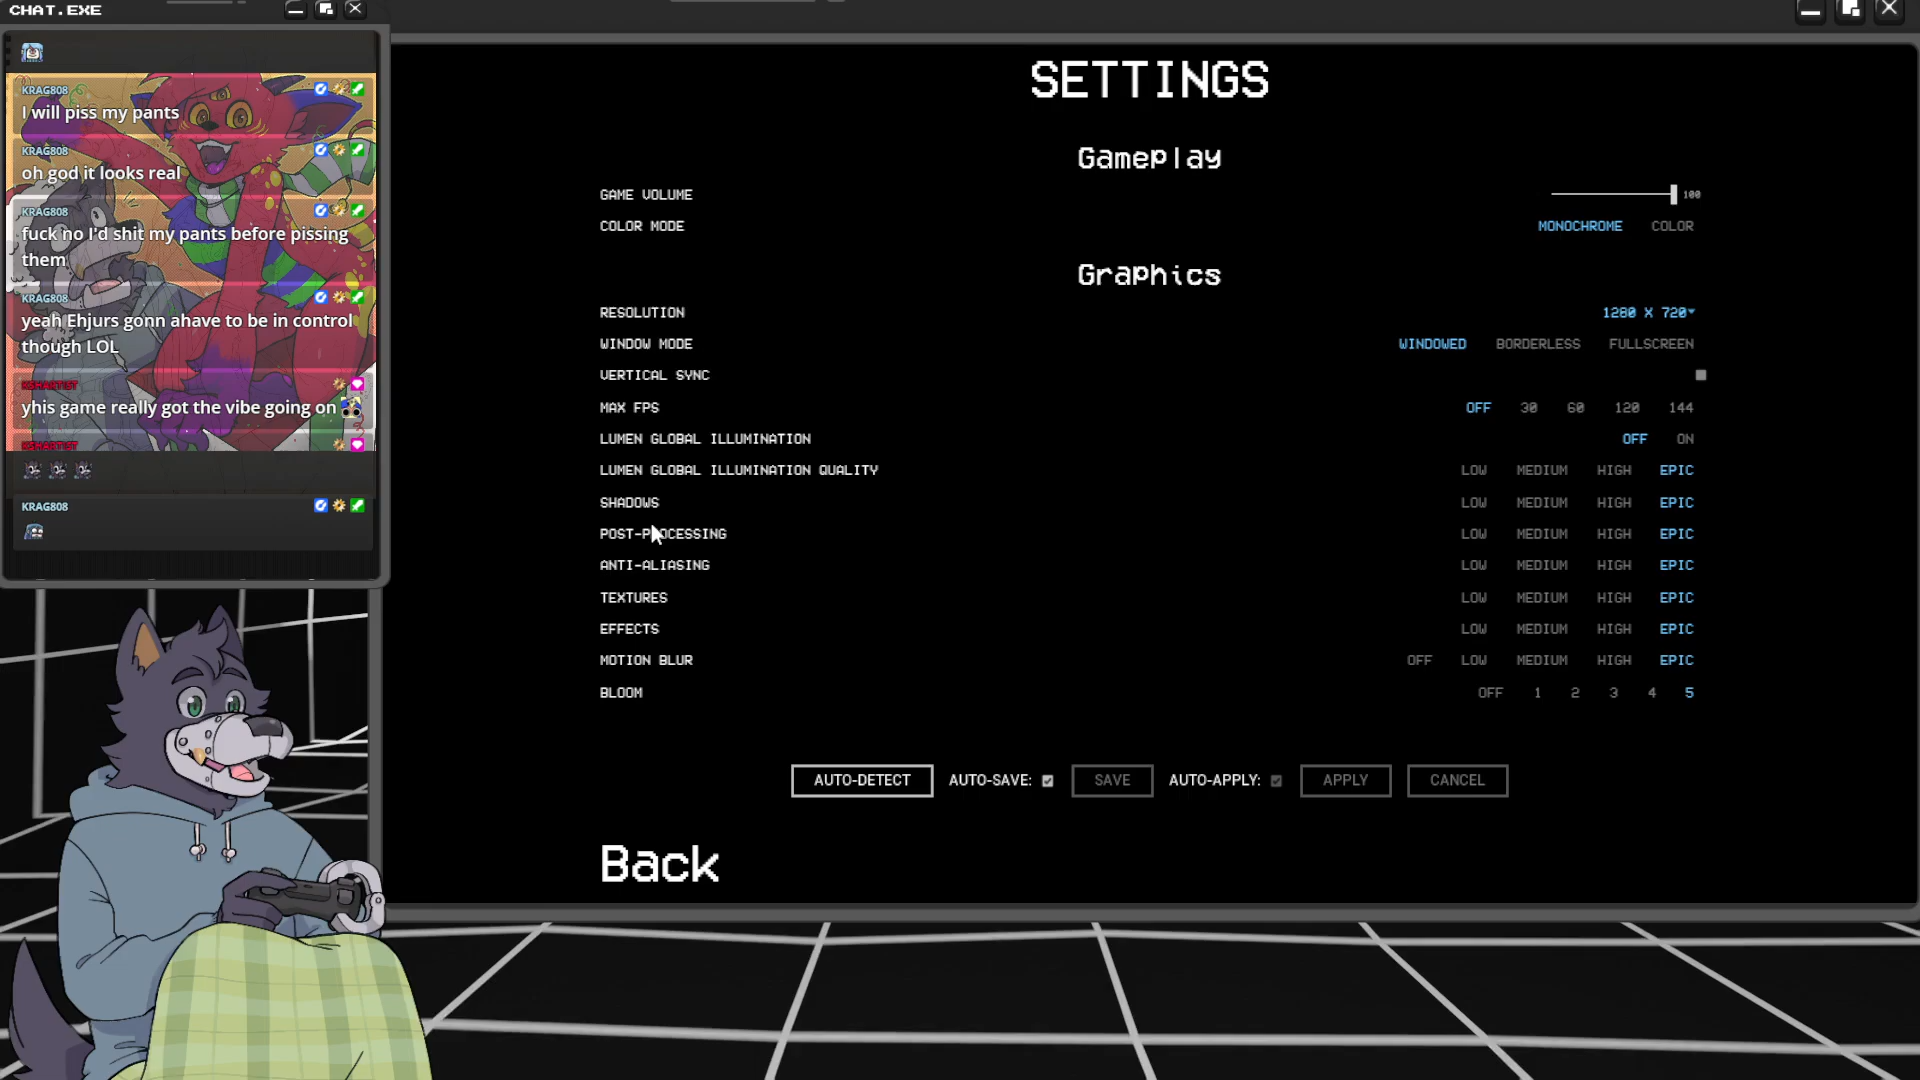 CHAT.EXE
KRAG808
I will piss my pants
KRAG808
oh god it looks real
KRAG808
fuck no I'd shit my pants before pissing
them
KRAG808
yeah Ehjurs gonn ahave to be in control
though LOL
KSHARTIST
yhis game really got the vibe going on
KSHARTIST
KRAG808
SETTINGS
Gameplay
GAME VOLUME 100
COLOR MODE MONOCHROME COLOR
Graphics
RESOLUTION 1280 X 720
WINDOW MODE WINDOWED BORDERLESS FULLSCREEN
VERTICAL SYNC
MAX FPS OFF 30 60 120 144
LUMEN GLOBAL ILLUMINATION OFF ON
LUMEN GLOBAL ILLUMINATION QUALITY LOW MEDIUM HIGH EPIC
SHADOWS LOW MEDIUM HIGH EPIC
POST-PROCESSING LOW MEDIUM HIGH EPIC
ANTI-ALIASING LOW MEDIUM HIGH EPIC
TEXTURES LOW MEDIUM HIGH EPIC
EFFECTS LOW MEDIUM HIGH EPIC
MOTION BLUR OFF LOW MEDIUM HIGH EPIC
BLOOM OFF 1 2 3 4 5
AUTO-DETECT AUTO-SAVE: SAVE AUTO-APPLY: APPLY CANCEL
Back